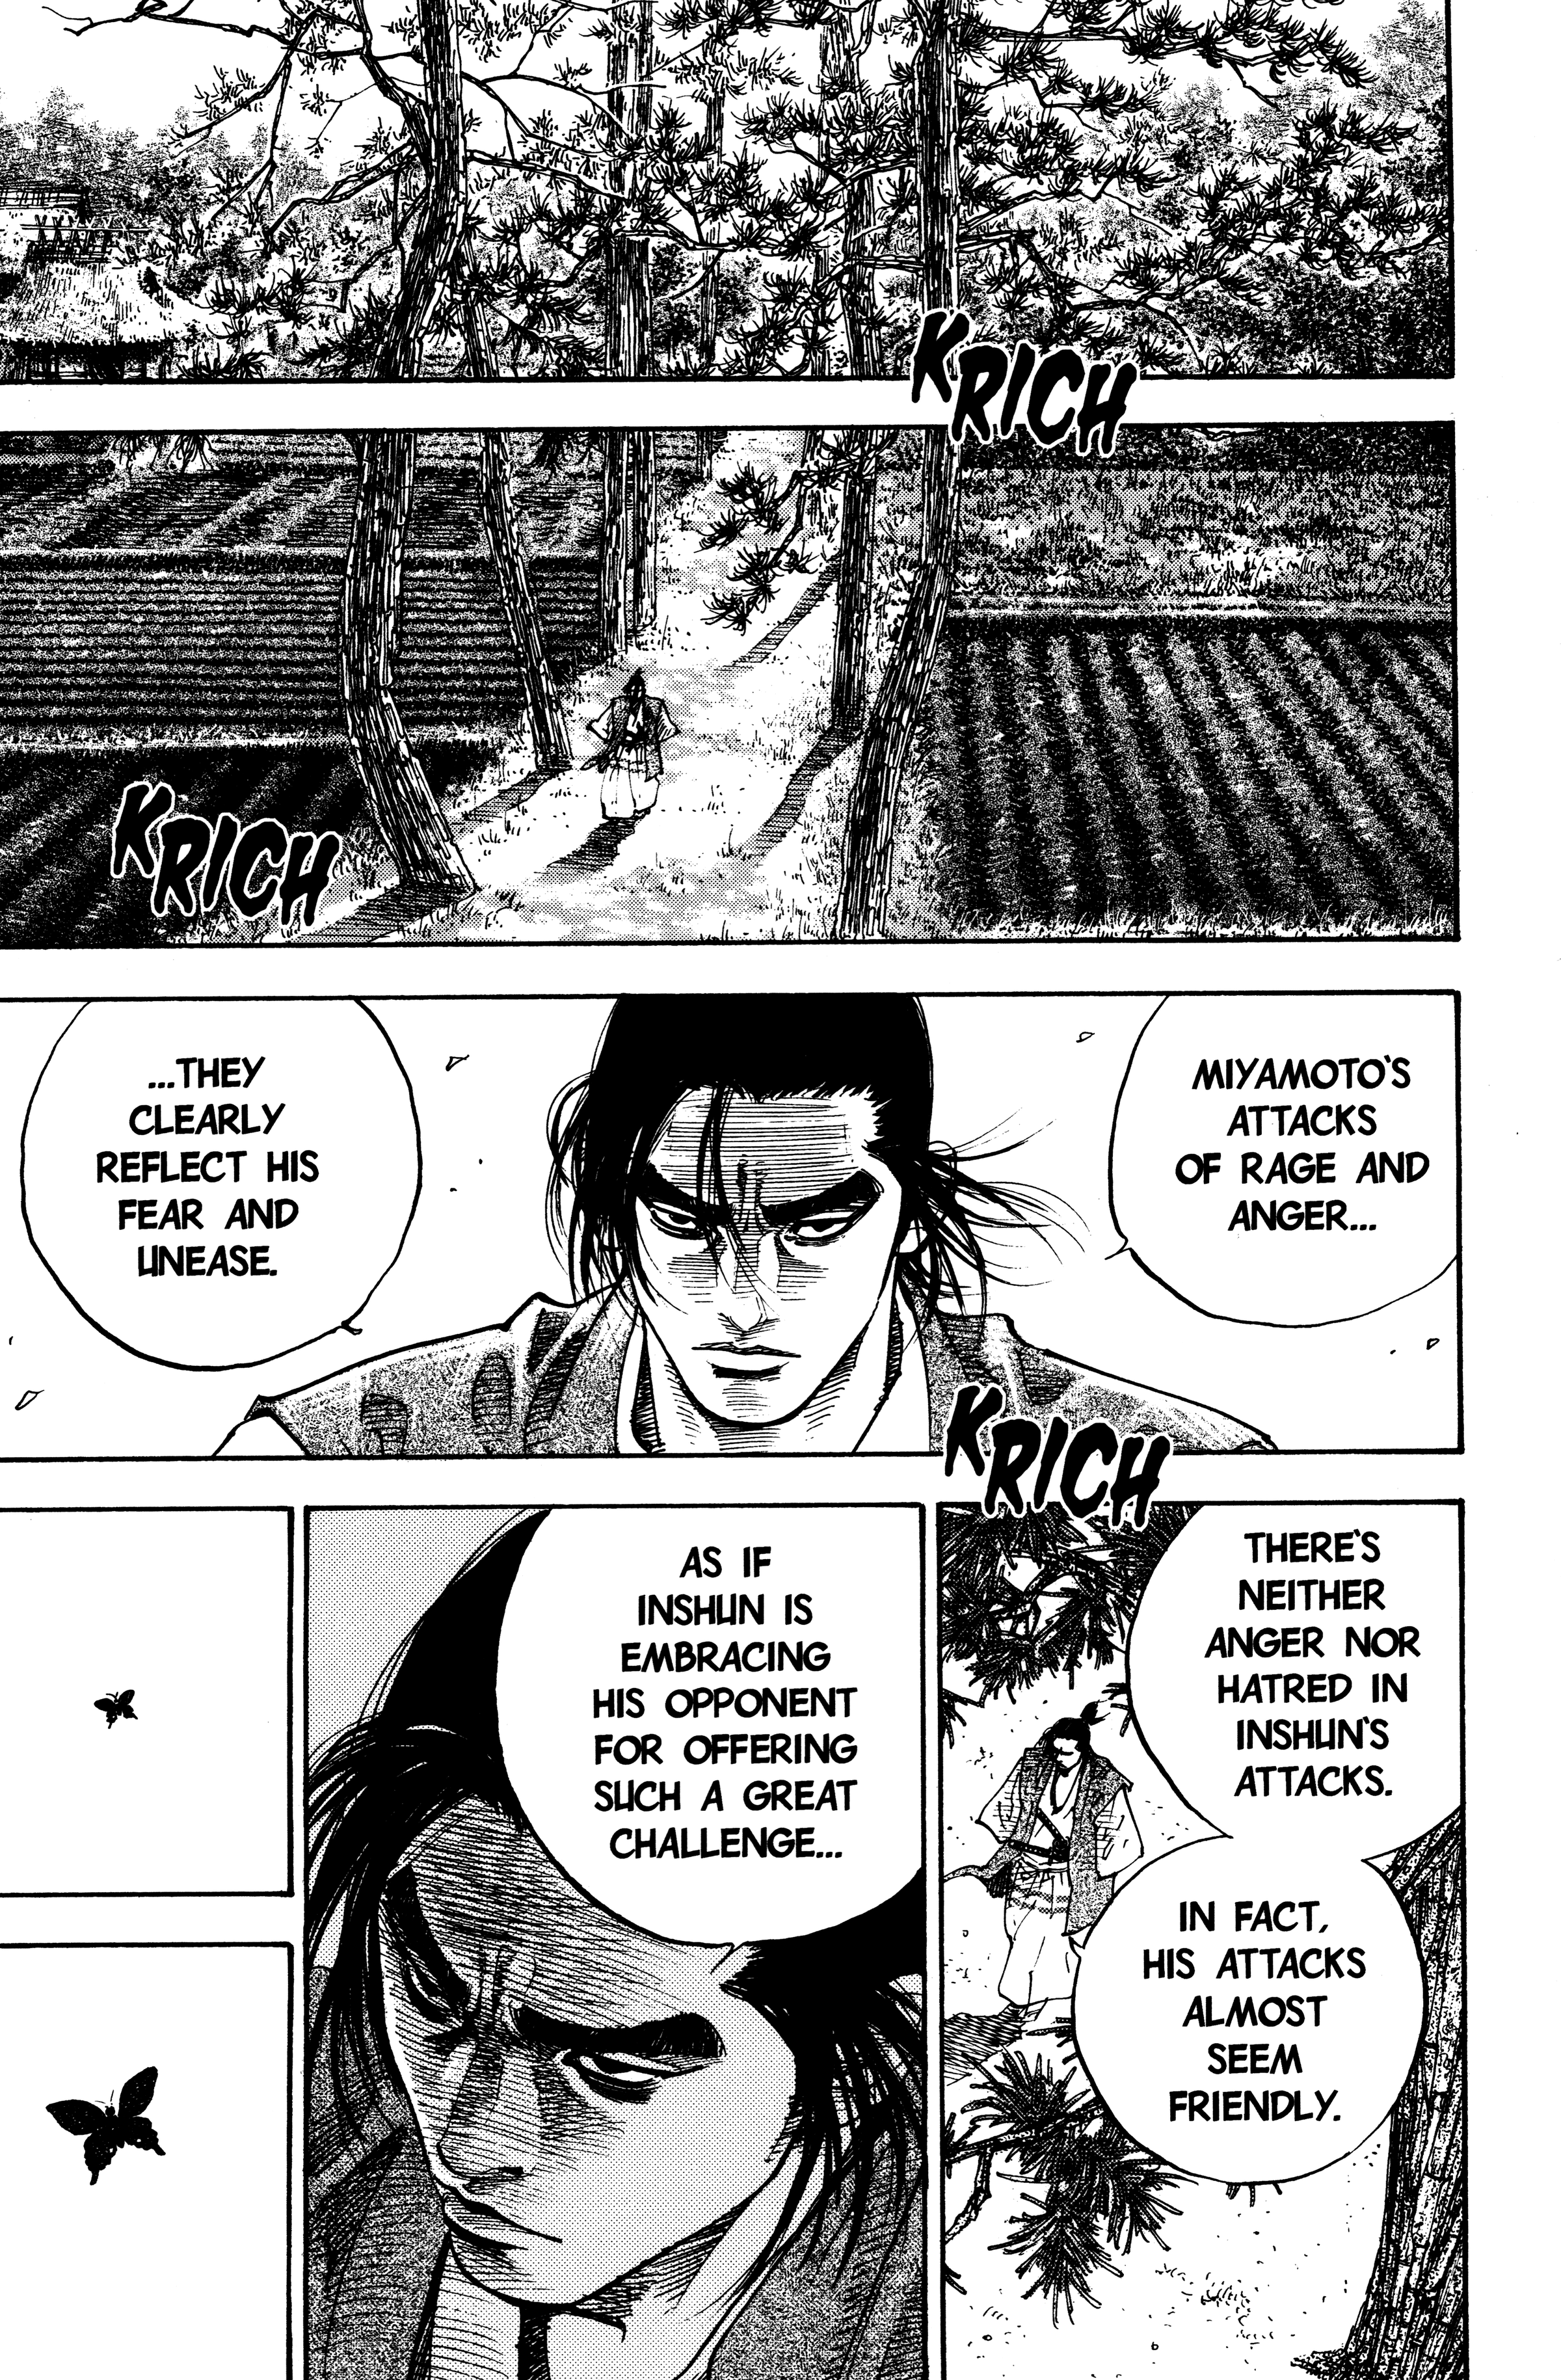 KRICH
KRICH
MIYAMOTO'S
ATTACKS
OF RAGE AND
ANGER...
...THEY
CLEARLY
REFLECT HIS
FEAR AND
UNEASE.
KRICH
THERE'S
NEITHER
ANGER NOR
HATRED IN
INSHUN'S
ATTACKS.
IN FACT,
HIS ATTACKS
ALMOST
SEEM
FRIENDLY.
AS IF
INSHUN IS
EMBRACING
HIS OPPONENT
FOR OFFERING
SUCH A GREAT
CHALLENGE...